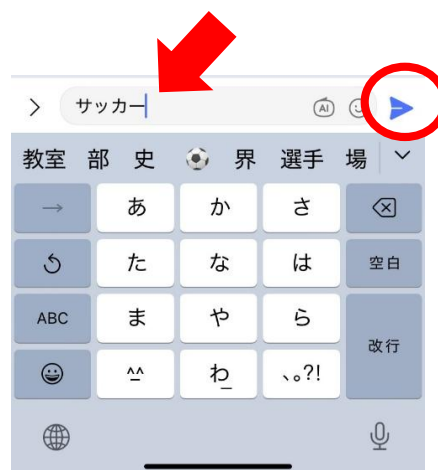 サッカー
AI
教室 部 史 ⚽ 界 選手 場
→ あ か さ
た な は 空白
ABC ま や ら 改行
^^ わ_ 、。?!